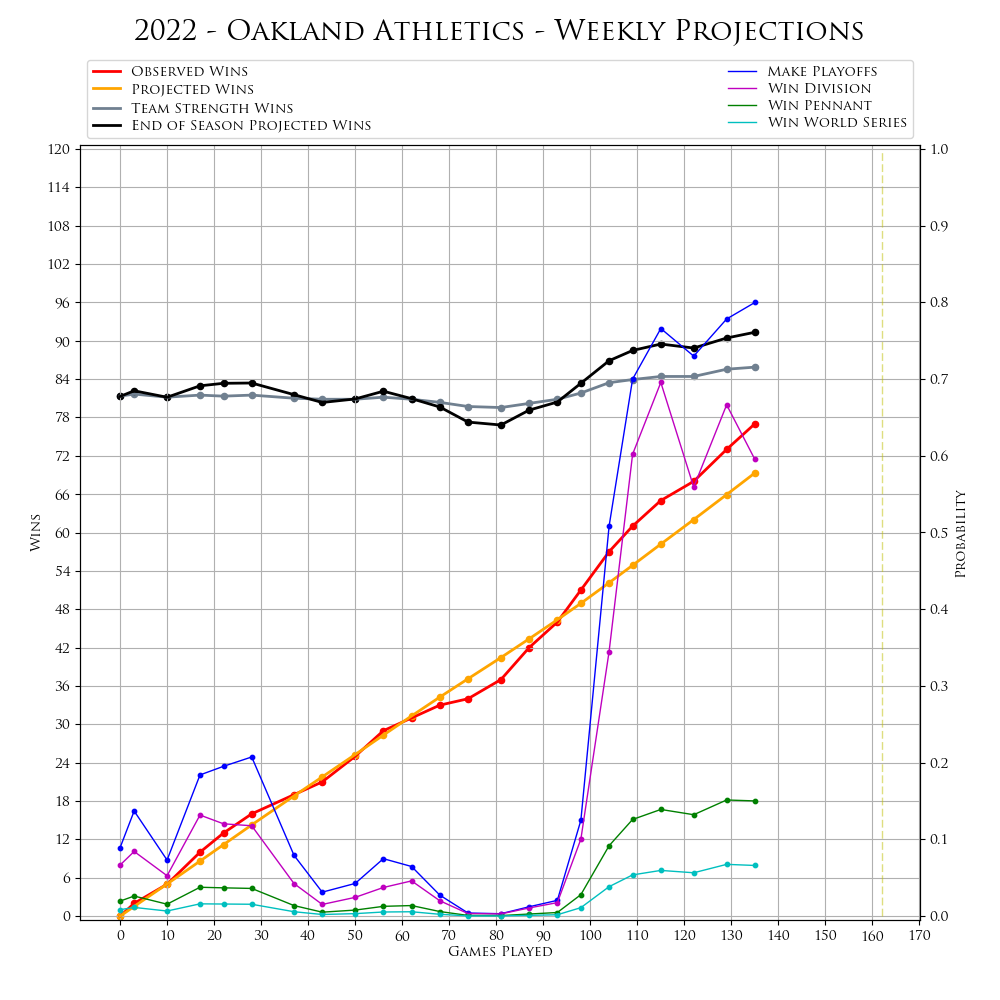 2022 - Oakland Athletics - Weekly Projections
Observed Wins
Projected Wins
Team Strength Wins
End of Season Projected Wins
Make Playoffs
Win Division
Win Pennant
Win World Series
120
114
108
102
96
90
84
78
72
66
60
54
48
42
36
30
24
18
12
6
0
Wins
1.0
0.9
0.8
0.7
0.6
0.5
0.4
0.3
0.2
0.1
0.0
Probability
0 10 20 30 40 50 60 70 80 90 100 110 120 130 140 150 160 170
Games Played